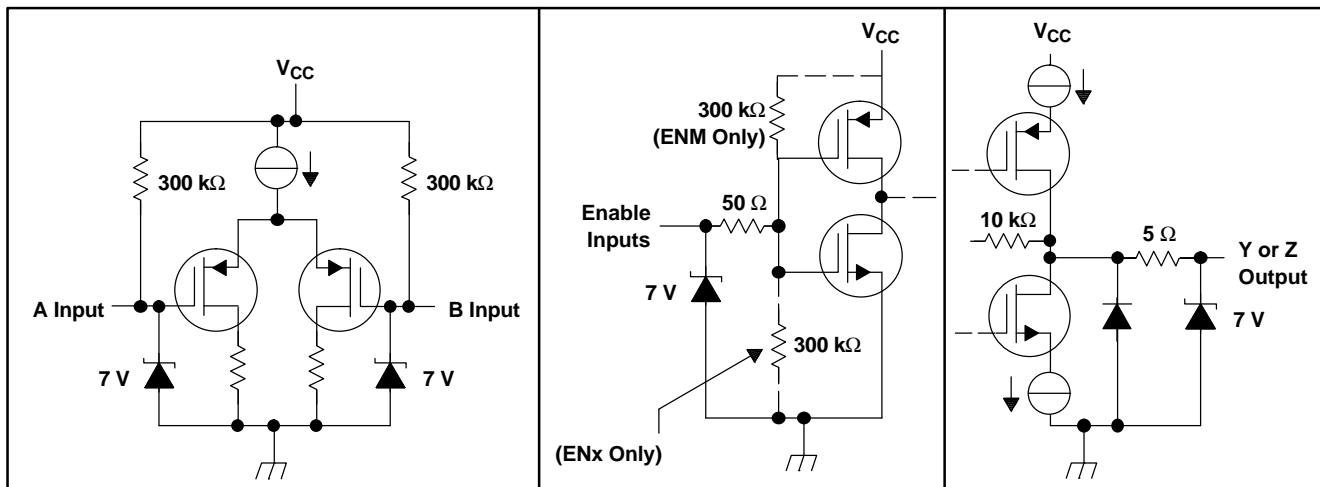 VCC
300 kΩ
300 kΩ
A Input
B Input
7 V
7 V
VCC
300 kΩ
(ENM Only)
50 Ω
Enable
Inputs
7 V
300 kΩ
(ENx Only)
VCC
10 kΩ
5 Ω
Y or Z
Output
7 V